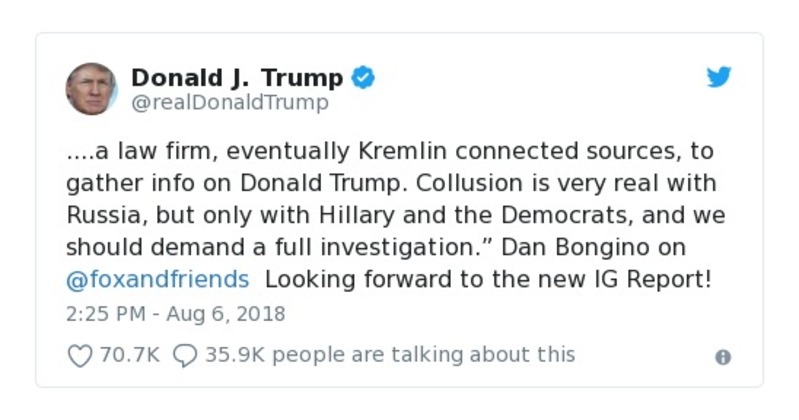 Donald J. Trump
@realDonaldTrump
....a law firm, eventually Kremlin connected sources, to
gather info on Donald Trump. Collusion is very real with
Russia, but only with Hillary and the Democrats, and we
should demand a full investigation.” Dan Bongino on
@foxandfriends  Looking forward to the new IG Report!
2:25 PM - Aug 6, 2018
70.7K 35.9K people are talking about this